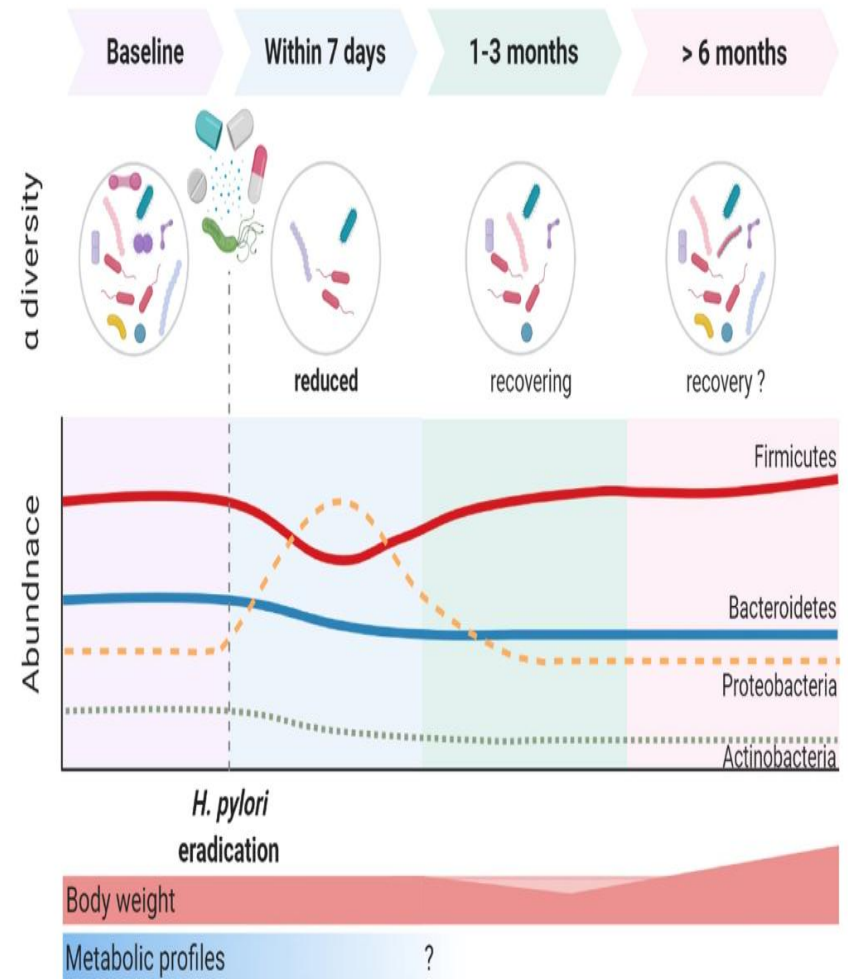 Baseline
Within 7 days
1-3 months
> 6 months
α diversity
reduced
recovering
recovery ?
Abundnace
Firmicutes
Bacteroidetes
Proteobacteria
Actinobacteria
H. pylori
eradication
Body weight
Metabolic profiles
?